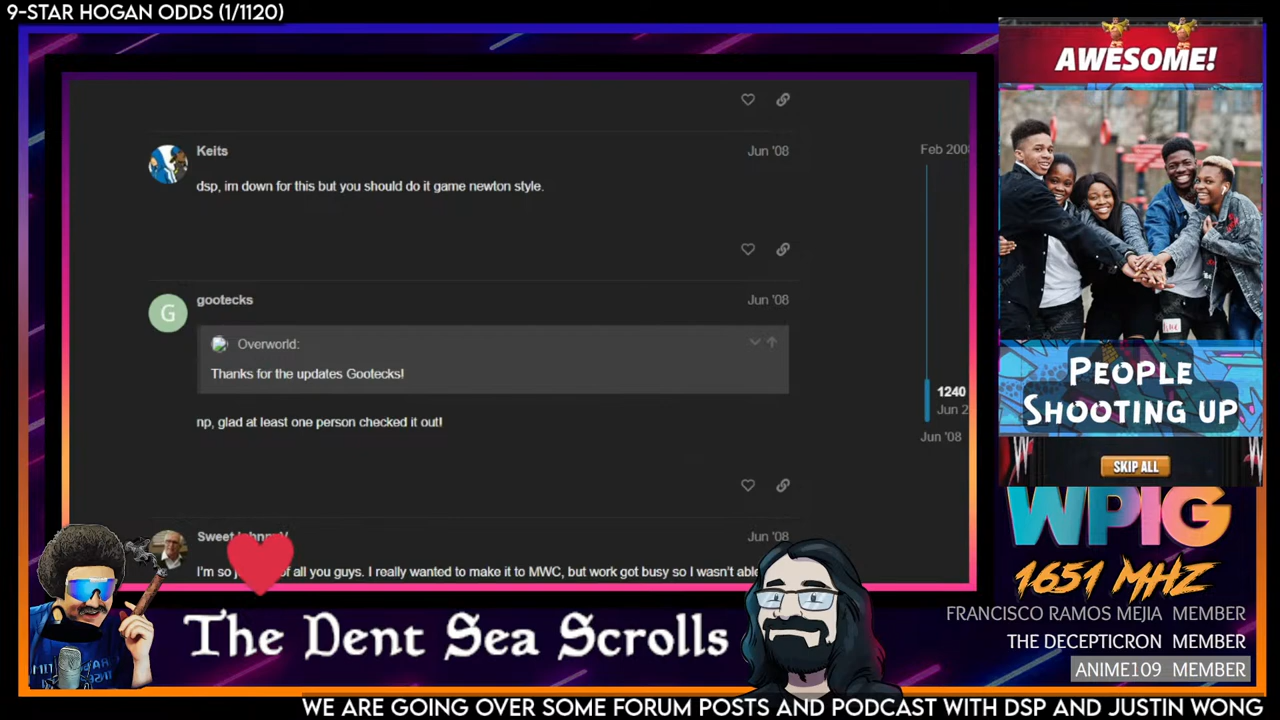 9-STAR HOGAN ODDS (1/1120)
Keits
Jun '08
dsp, im down for this but you should do it game newton style.
gootecks
Jun '08
G
Overworld:
Thanks for the updates Gootecks!
np, glad at least one person checked it out!
Jun '08
I'm so
of all you guys. I really wanted to make it to MWC, but work got busy so I wasn't able
Feb 2008
1240
Jun 2
Jun '08
AWESOME!
PEOPLE
SHOOTING UP
SKIP ALL
WPIG
1651 MHZ
FRANCISCO RAMOS MEJIA MEMBER
THE DECEPTICRON MEMBER
ANIME109 MEMBER
The Dent Sea Scrolls
WE ARE GOING OVER SOME FORUM POSTS AND PODCAST WITH DSP AND JUSTIN WONG